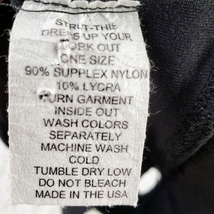 STRUT-THIS
DRESS UP YOUR
WORK OUT
ONE SIZE
90% SUPPLEX NYLON
10% LYCRA
TURN GARMENT
INSIDE OUT
WASH COLORS
SEPARATELY
MACHINE WASH
COLD
TUMBLE DRY LOW
DO NOT BLEACH
MADE IN THE USA